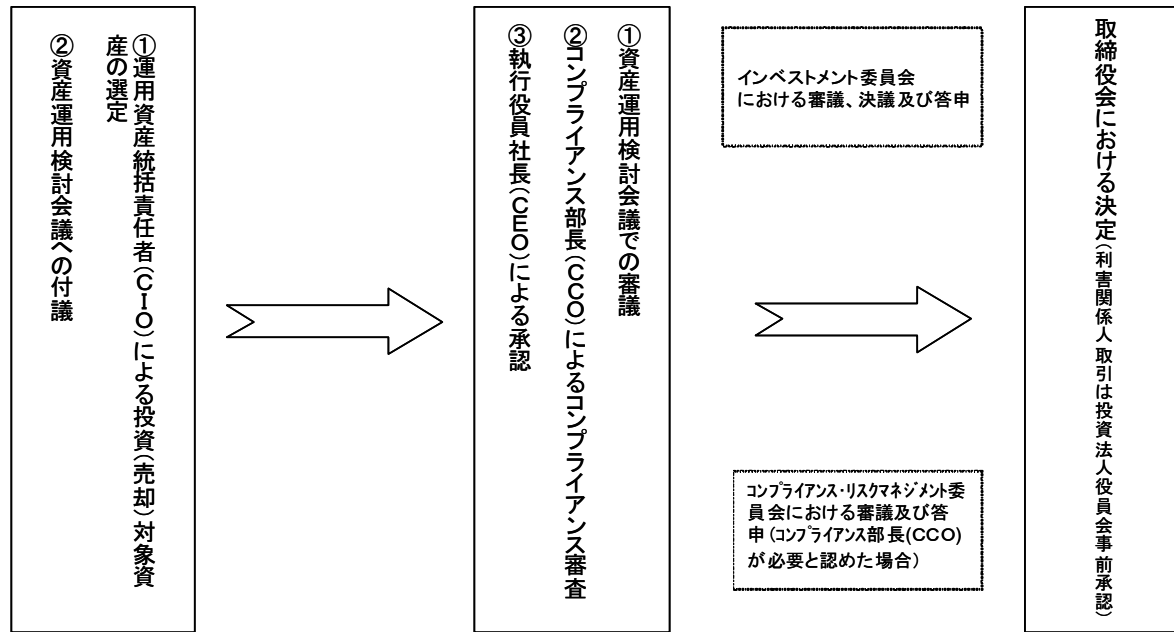 ①運用資産統括責任者(CIO)による投資(売却)対象資
産の選定
②資産運用検討会議への付議
①資産運用検討会議での審議
②コンプライアンス部長(CCO)によるコンプライアンス審査
③執行役員社長(CEO)による承認
インベストメント委員会
における審議、決議及び答申
コンプライアンス・リスクマネジメント委
員会における審議及び答
申(コンプライアンス部長(CCO)
が必要と認めた場合)
取締役会における決定(利害関係人取引は投資法人役員会事前承認)